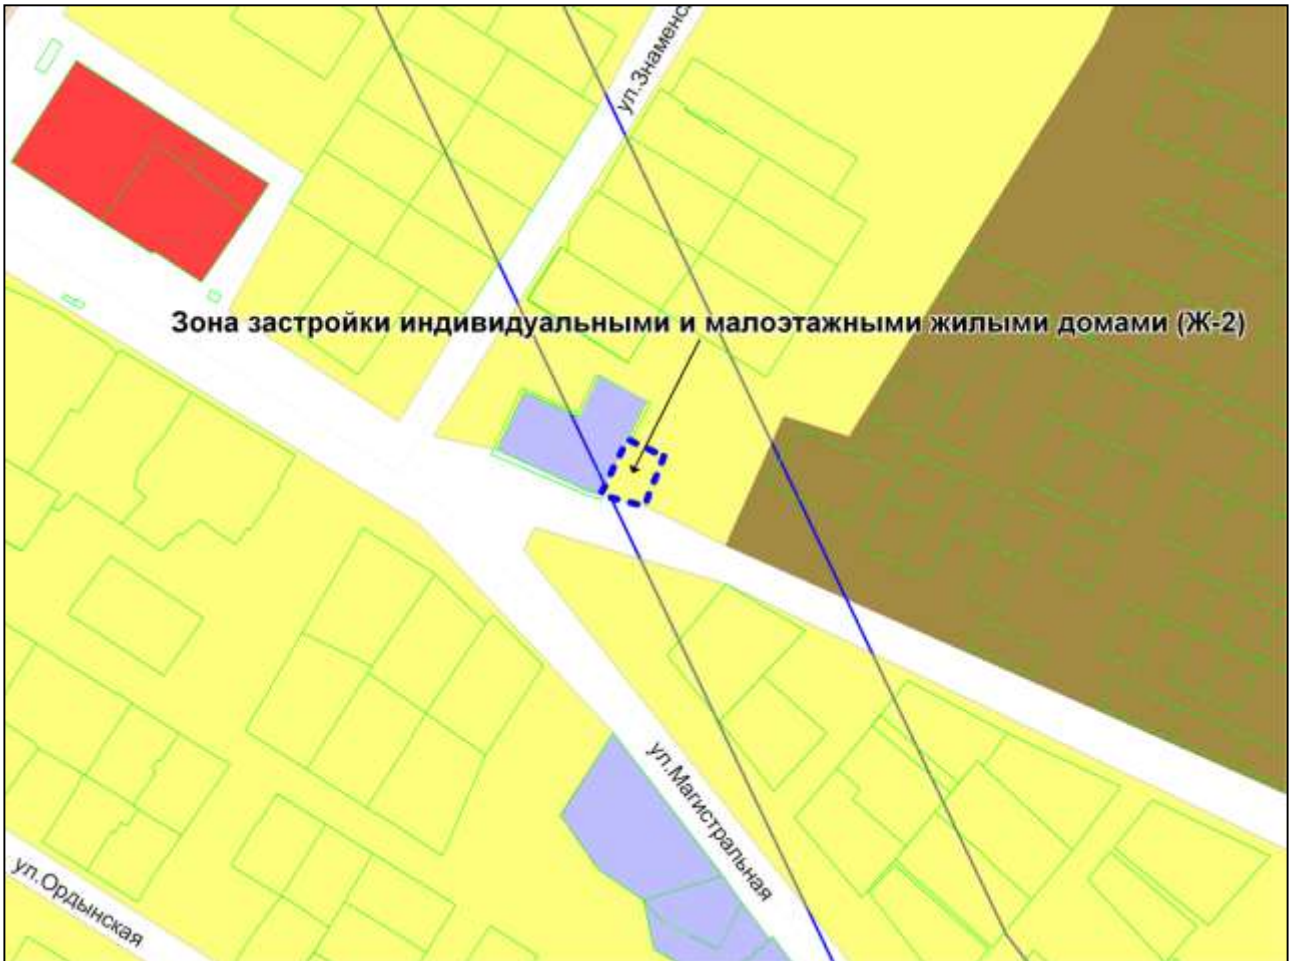 ул.Знаменс
Зона застройки индивидуальными и малоэтажными жилыми домами (Ж-2)
ул.Магистральная
ул.Ордынская